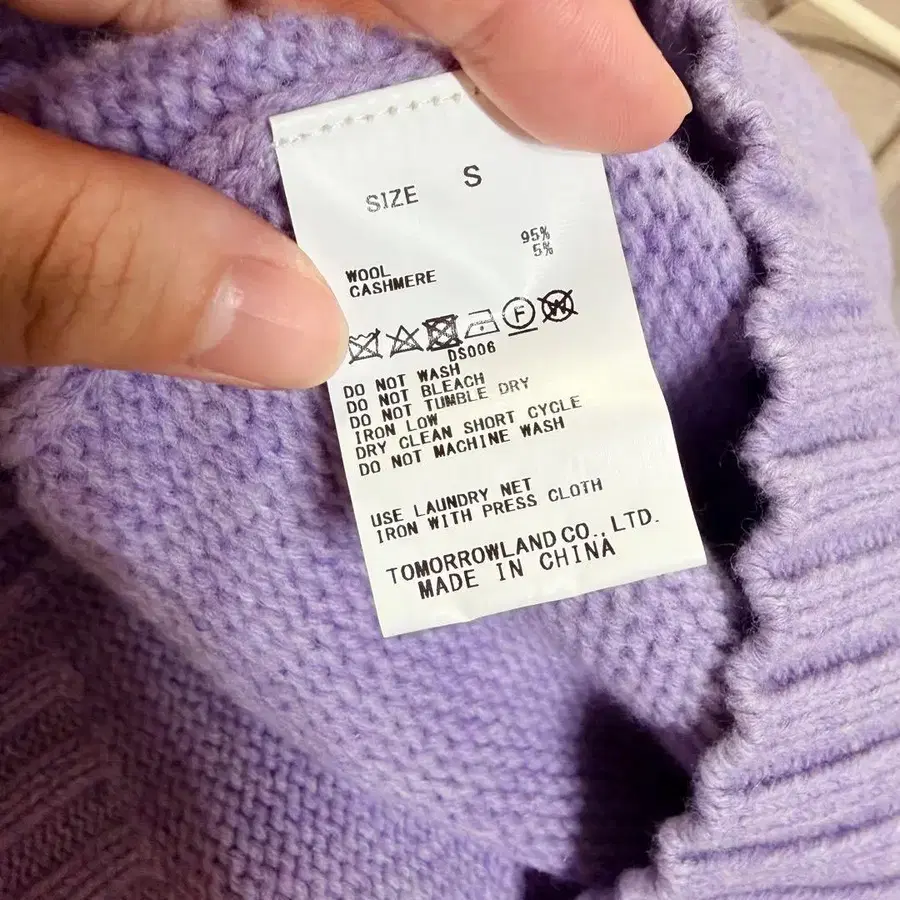 SIZE S
95%
5%
WOOL
CASHMERE
F W
DS006
DO NOT WASH
DO NOT BLEACH
DO NOT TUMBLE DRY
IRON LOW
DRY CLEAN SHORT CYCLE
DO NOT MACHINE WASH
USE LAUNDRY NET
IRON WITH PRESS CLOTH
TOMORROWLAND CO., LTD.
MADE IN CHINA